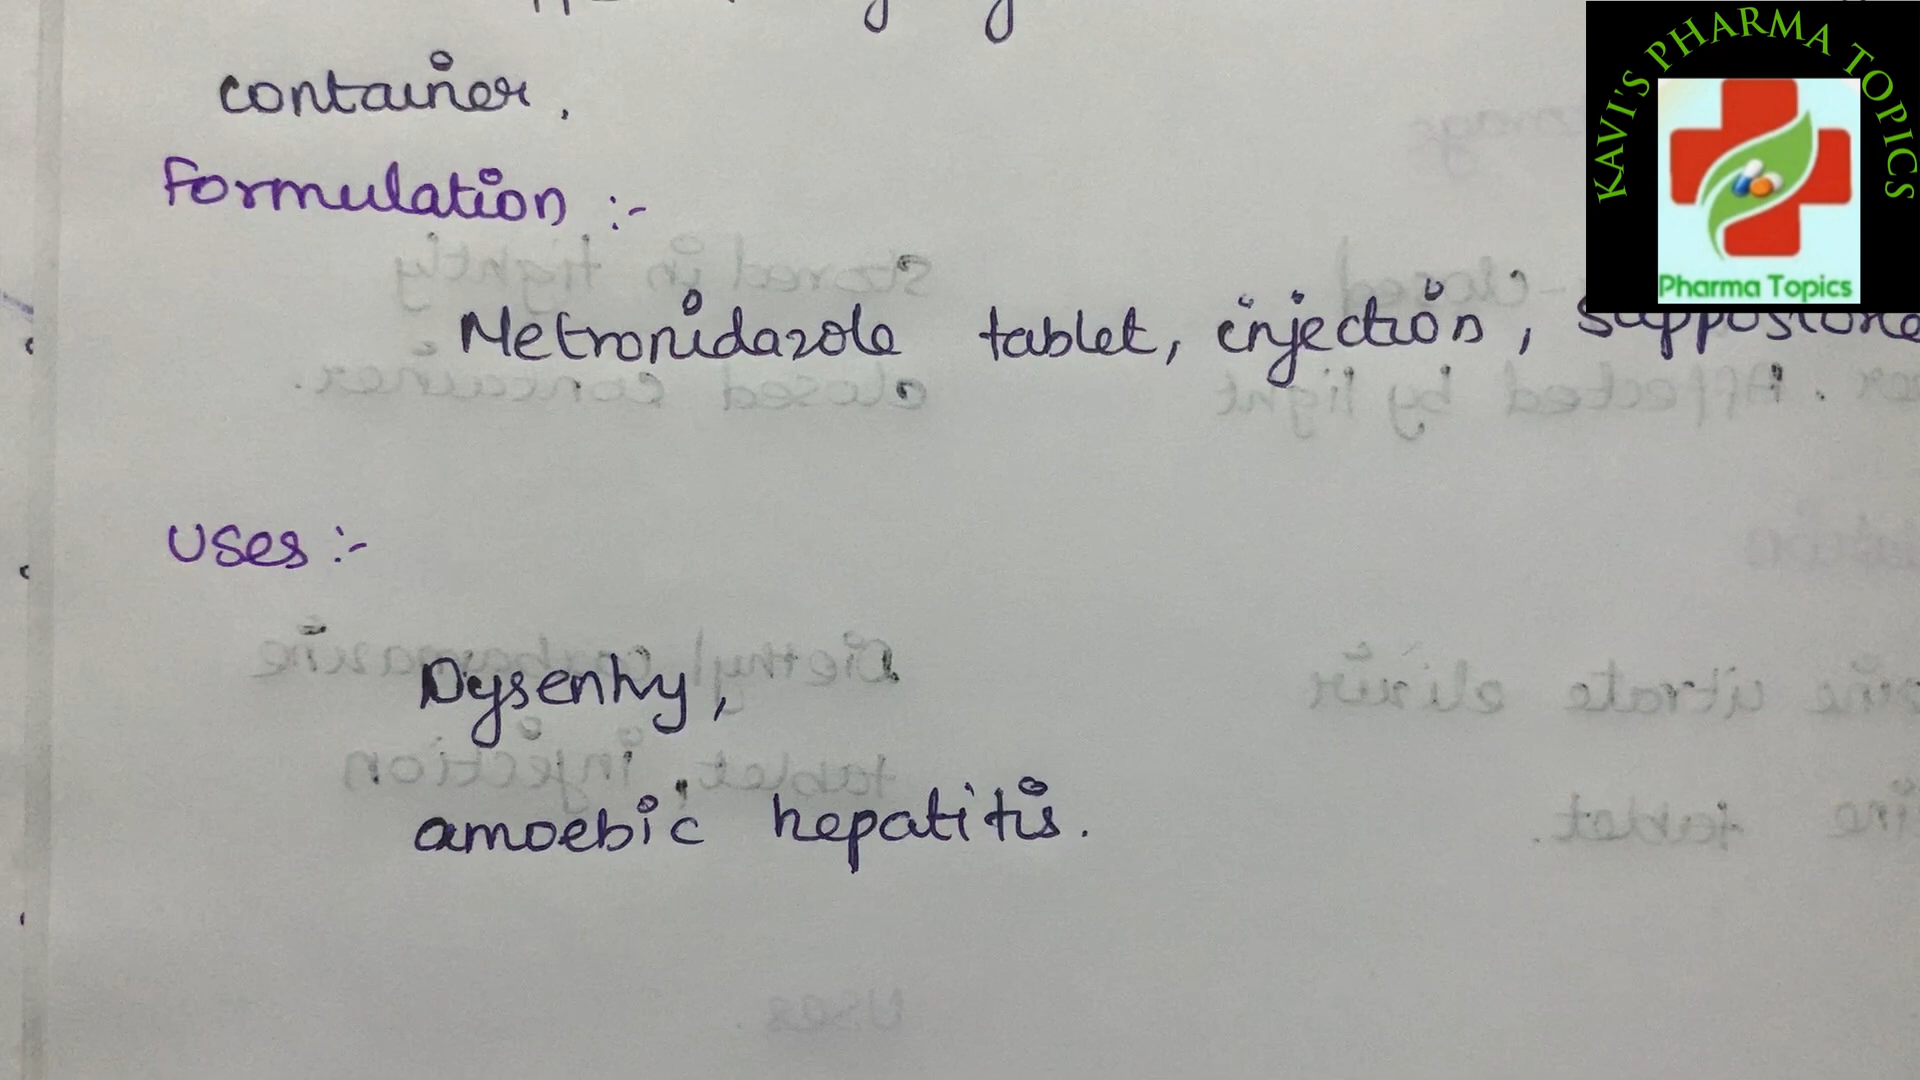 container.
Formulation :-
Metronidazole tablet, injection,
Uses :-
Dysentry,
amoebic hepatitis.
KAVI'S PHARMA TOPICS
Pharma Topics